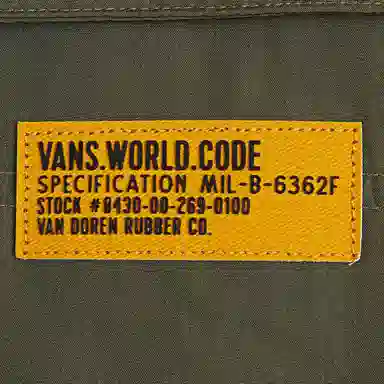 VANS.WORLD.CODE
SPECIFICATION MIL-B-6362F
STOCK #8430-00-269-0100
VAN DOREN RUBBER CO.